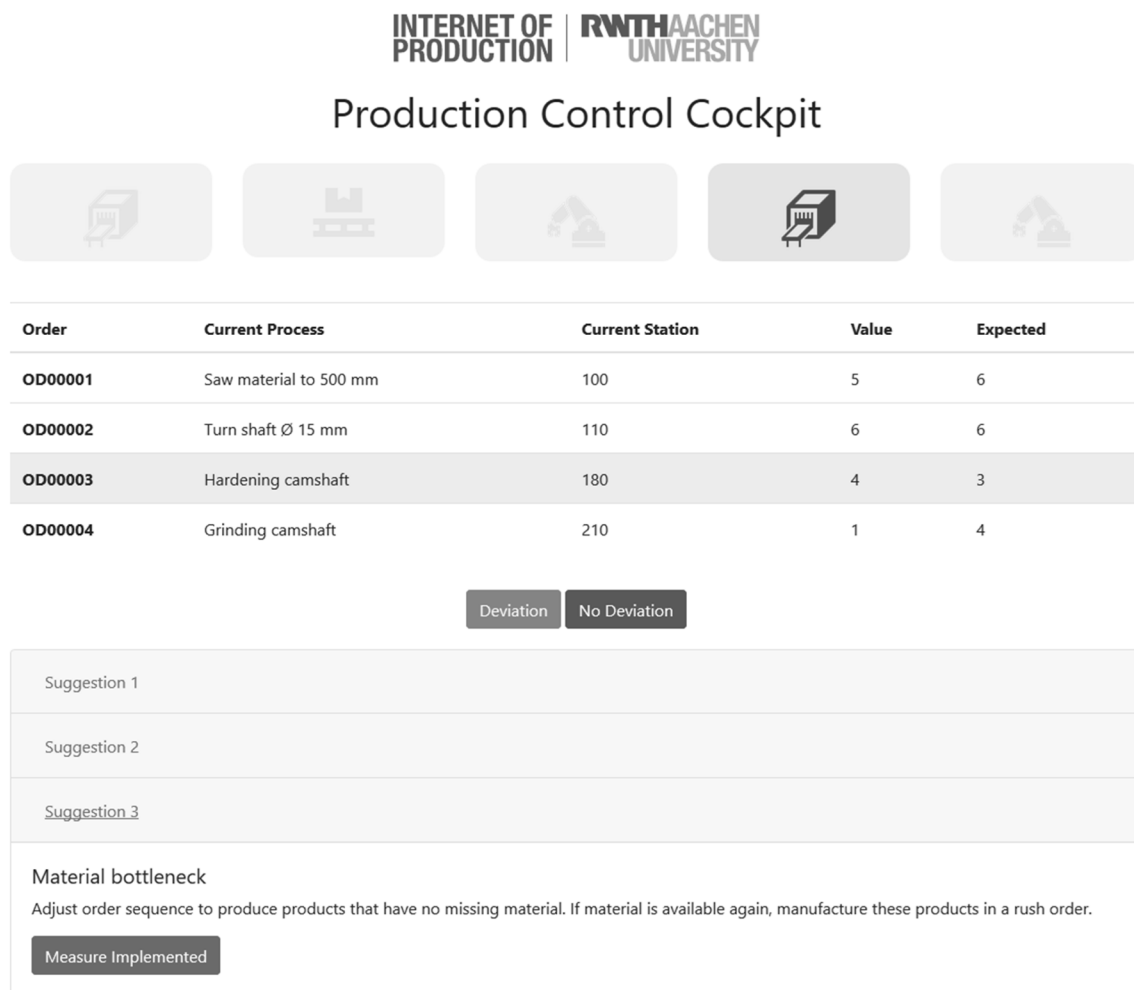 INTERNET OF PRODUCTION
RWTHAACHEN UNIVERSITY
Production Control Cockpit
Order Current Process Current Station Value Expected
OD00001 Saw material to 500 mm 100 5 6
OD00002 Turn shaft Ø 15 mm 110 6 6
OD00003 Hardening camshaft 180 4 3
OD00004 Grinding camshaft 210 1 4
Deviation No Deviation
Suggestion 1
Suggestion 2
Suggestion 3
Material bottleneck
Adjust order sequence to produce products that have no missing material. If material is available again, manufacture these products in a rush order.
Measure Implemented